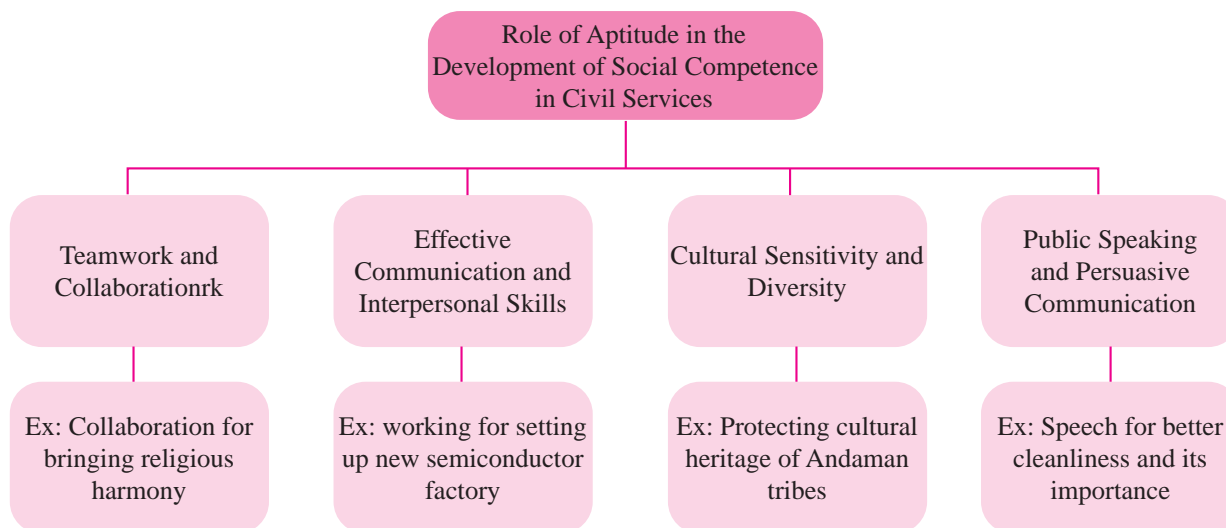 Role of Aptitude in the
Development of Social Competence
in Civil Services
Teamwork and
Collaborationrk
Effective
Communication and
Interpersonal Skills
Cultural Sensitivity and
Diversity
Public Speaking
and Persuasive
Communication
Ex: Collaboration for
bringing religious
harmony
Ex: working for setting
up new semiconductor
factory
Ex: Protecting cultural
heritage of Andaman
tribes
Ex: Speech for better
cleanliness and its
importance